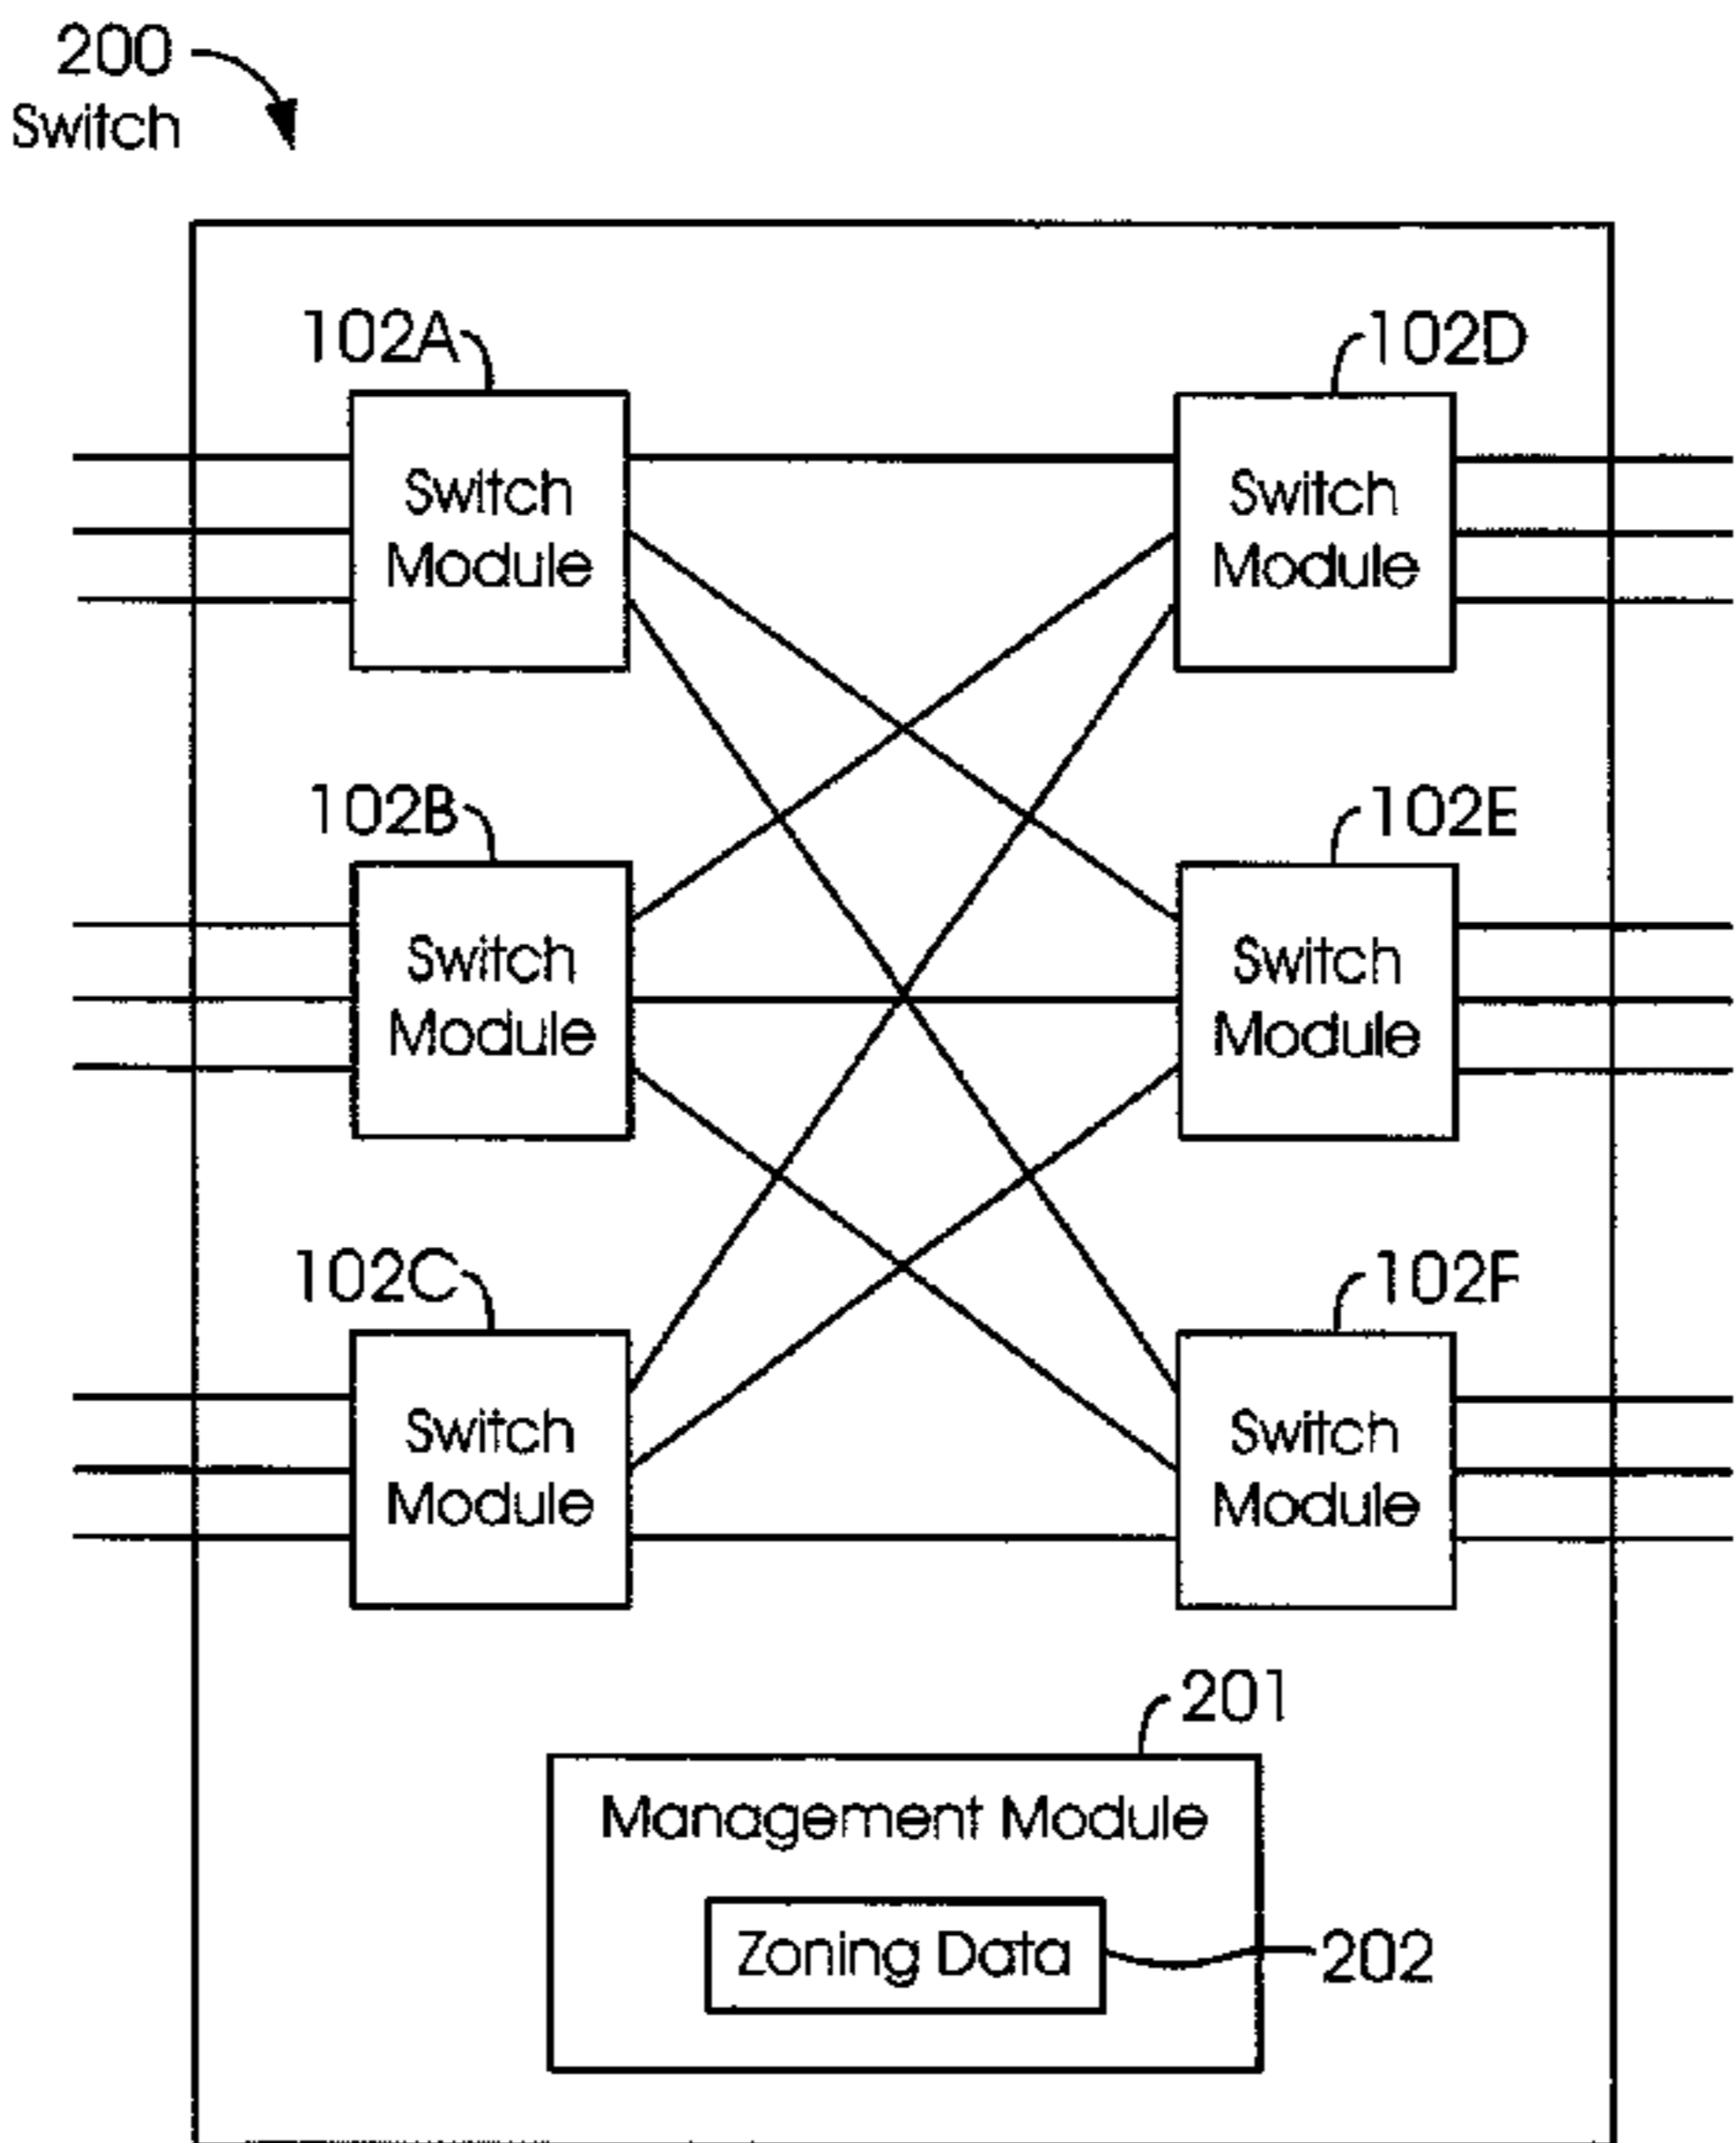 200
Switch
102A
102D
Switch
Module
Switch
Module
102B
102E
Switch
Module
Switch
Module
102C
102F
Switch
Module
Switch
Module
201
Management Module
Zoning Data
202